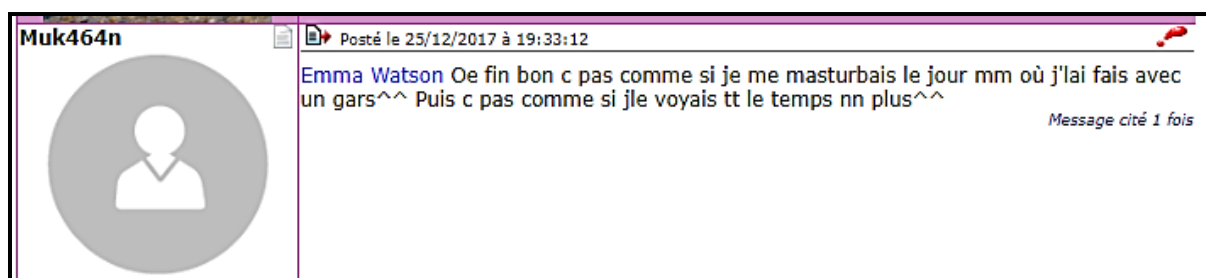 Muk464n
Posté le 25/12/2017 à 19:33:12
Emma Watson Oe fin bon c pas comme si je me masturbais le jour mm où j'lai fais avec
un gars^^ Puis c pas comme si jle voyais tt le temps nn plus^^
Message cité 1 fois